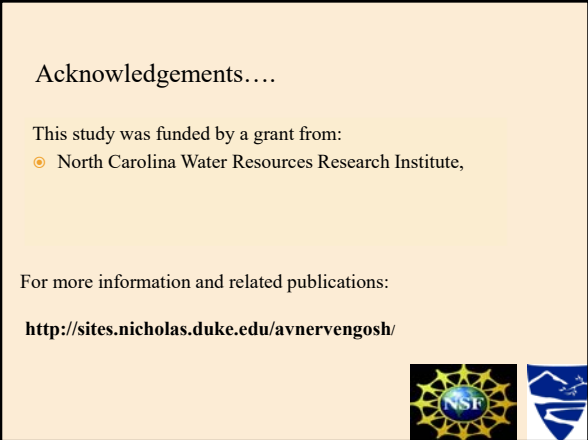 Acknowledgements….
This study was funded by a grant from:
North Carolina Water Resources Research Institute,
For more information and related publications:
http://sites.nicholas.duke.edu/avnervengosh/
NSF